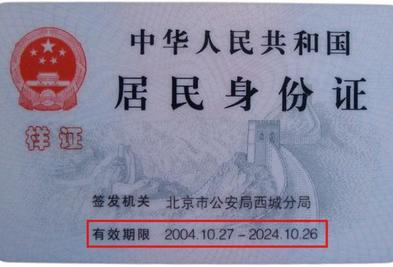 中华人民共和国
居民身份证
样证
签发机关 北京市公安局西城分局
有效期限 2004.10.27-2024.10.26